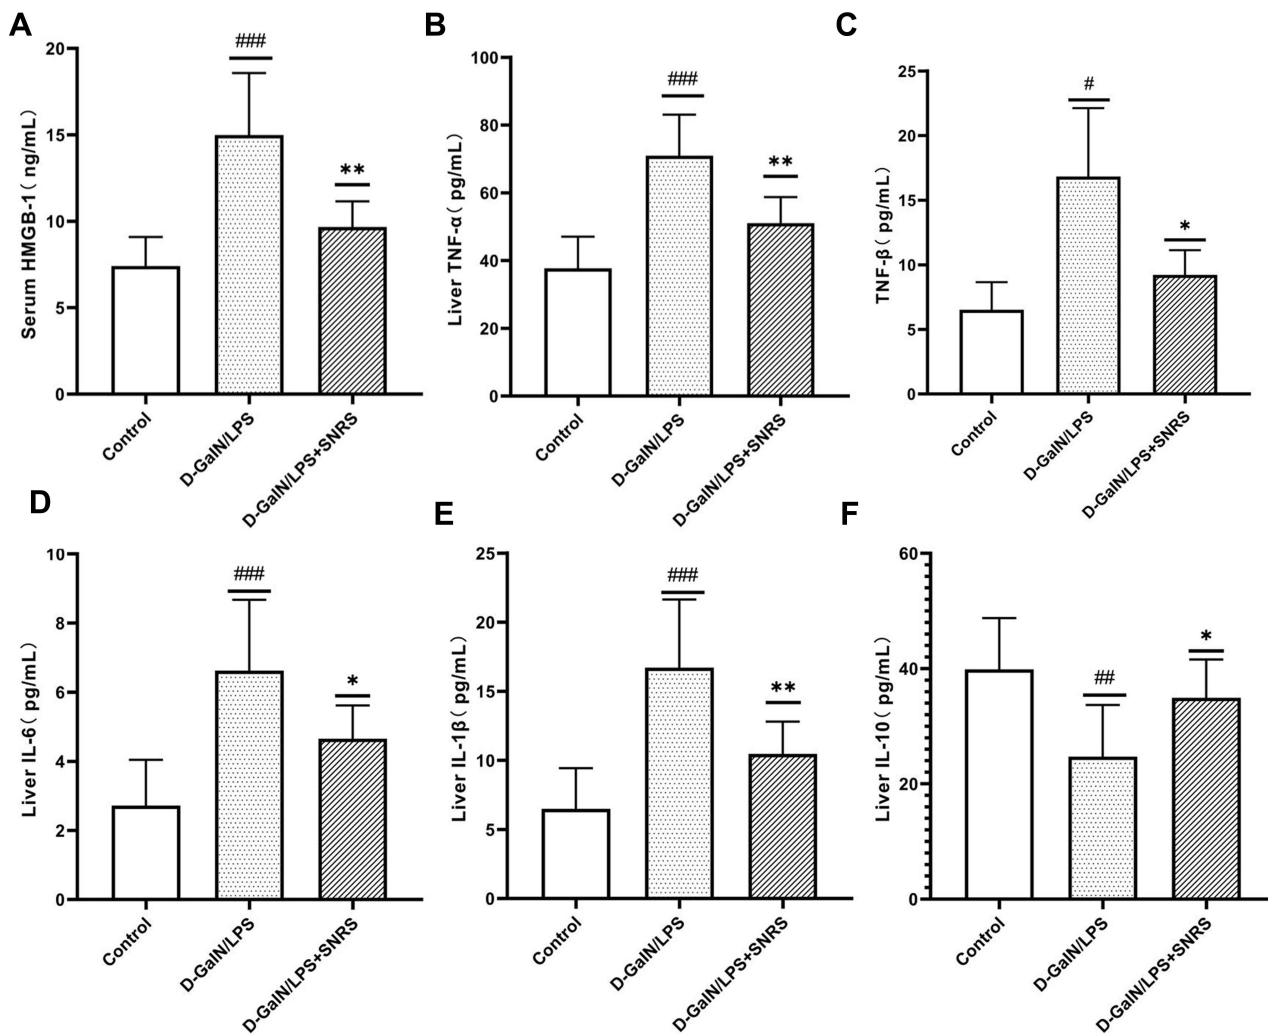 A
Serum HMGB-1（ng/mL）
20
15
10
5
0
###
**
Control
D-GalN/LPS
D-GalN/LPS+SNRS
B
Liver TNF-α（pg/mL）
100
80
60
40
20
0
###
**
Control
D-GalN/LPS
D-GalN/LPS+SNRS
C
TNF-β（pg/mL）
25
20
15
10
5
0
#
*
Control
D-GalN/LPS
D-GalN/LPS+SNRS
D
Liver IL-6（pg/mL）
10
8
6
4
2
0
###
*
Control
D-GalN/LPS
D-GalN/LPS+SNRS
E
Liver IL-1β（pg/mL）
25
20
15
10
5
0
###
**
Control
D-GalN/LPS
D-GalN/LPS+SNRS
F
Liver IL-10（pg/mL）
60
40
20
0
##
*
Control
D-GalN/LPS
D-GalN/LPS+SNRS